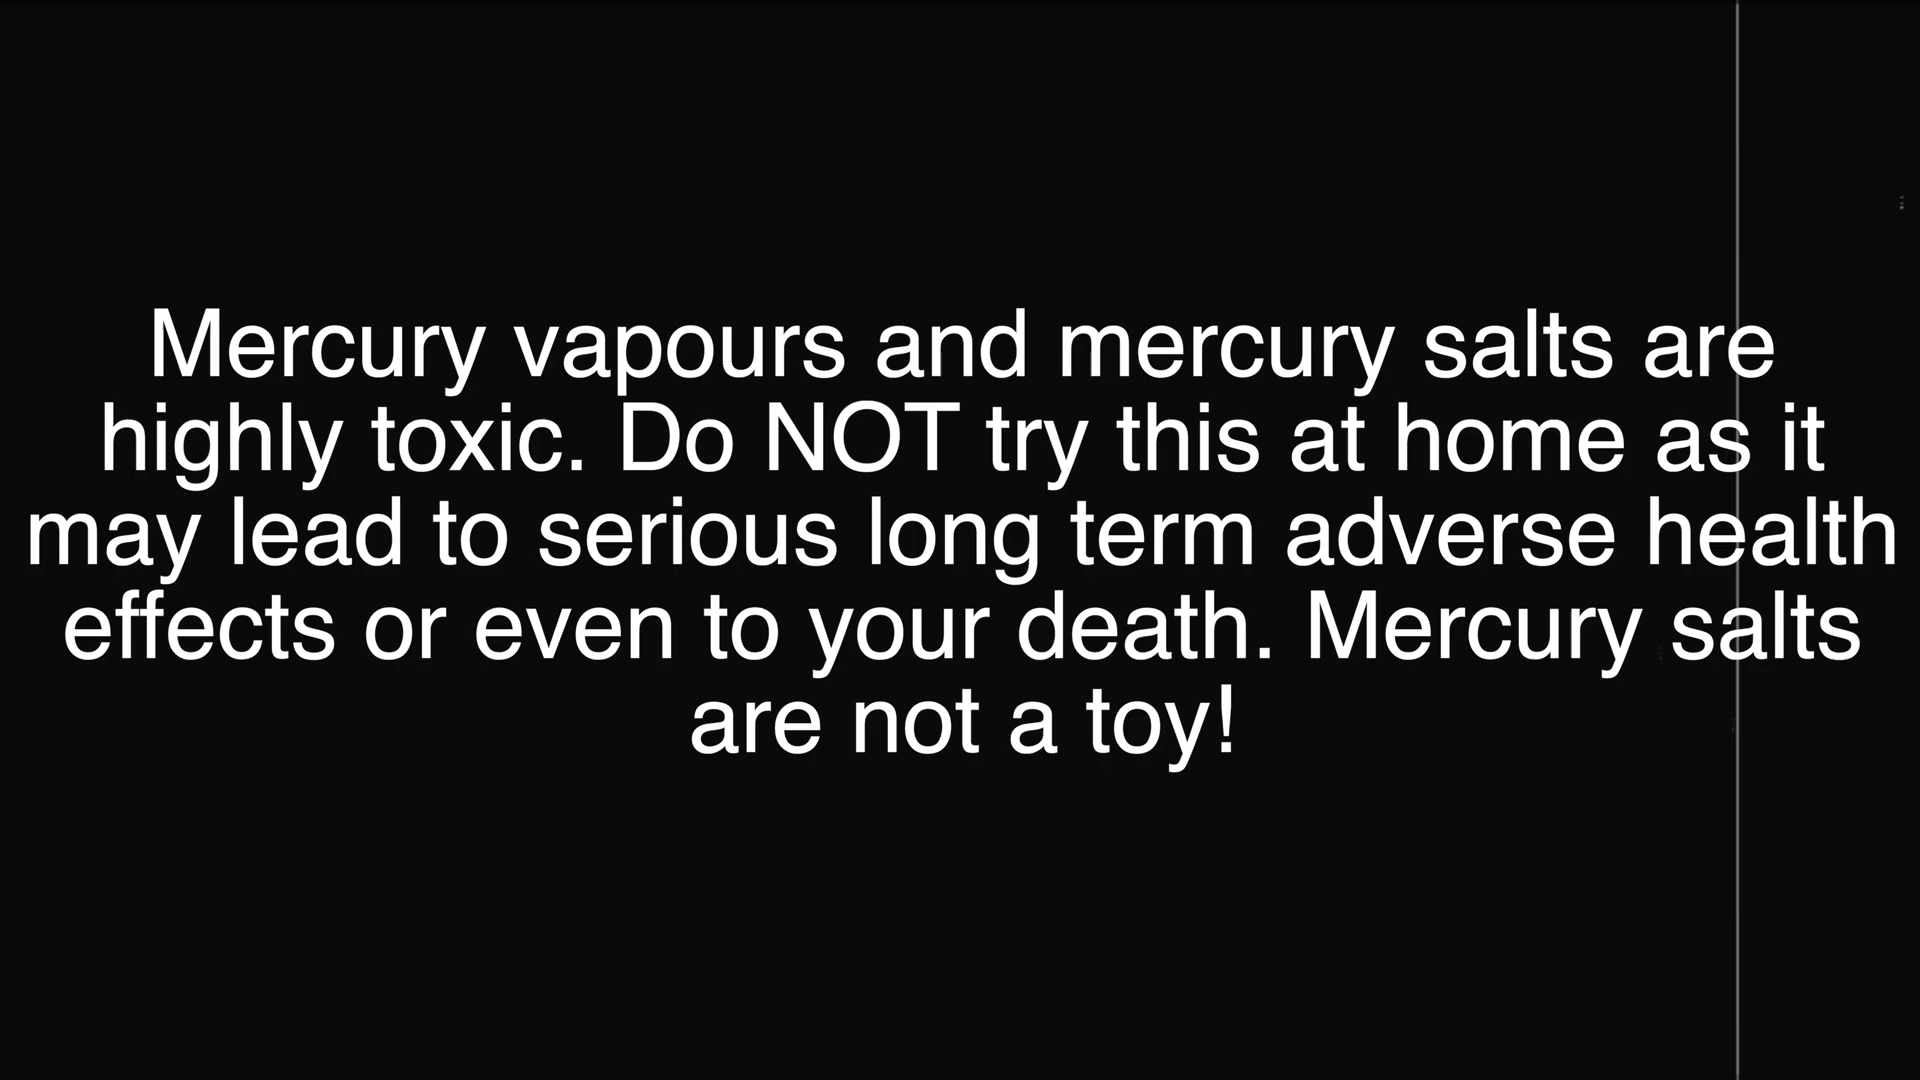 Mercury vapours and mercury salts are
highly toxic. Do NOT try this at home as it
may lead to serious long term adverse health
effects or even to your death. Mercury salts
are not a toy!